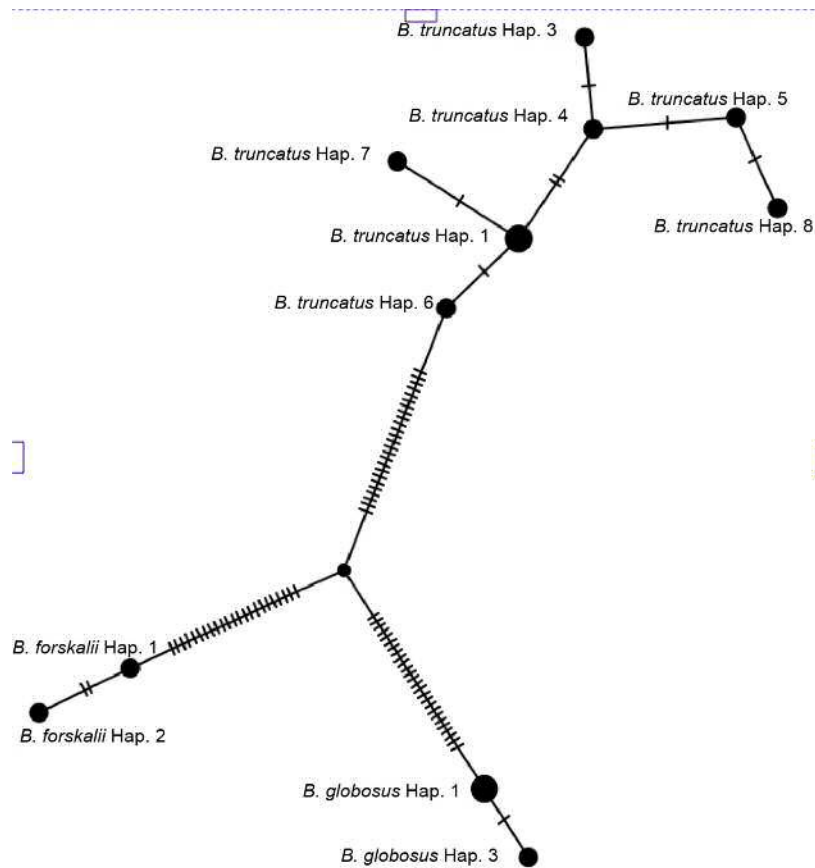 B. truncatus Hap. 3
B. truncatus Hap. 5
B. truncatus Hap. 4
B. truncatus Hap. 7
B. truncatus Hap. 1
B. truncatus Hap. 8
B. truncatus Hap. 6
B. forskalii Hap. 1
B. forskalii Hap. 2
B. globosus Hap. 1
B. globosus Hap. 3